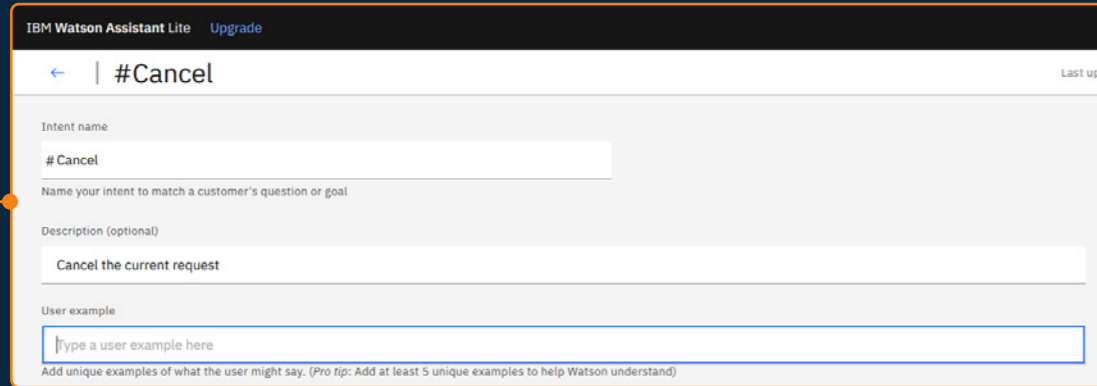 IBM Watson Assistant Lite Upgrade
← | #Cancel Last up
Intent name
# Cancel
Name your intent to match a customer's question or goal
Description (optional)
Cancel the current request
User example
Type a user example here
Add unique examples of what the user might say. (Pro tip: Add at least 5 unique examples to help Watson understand)